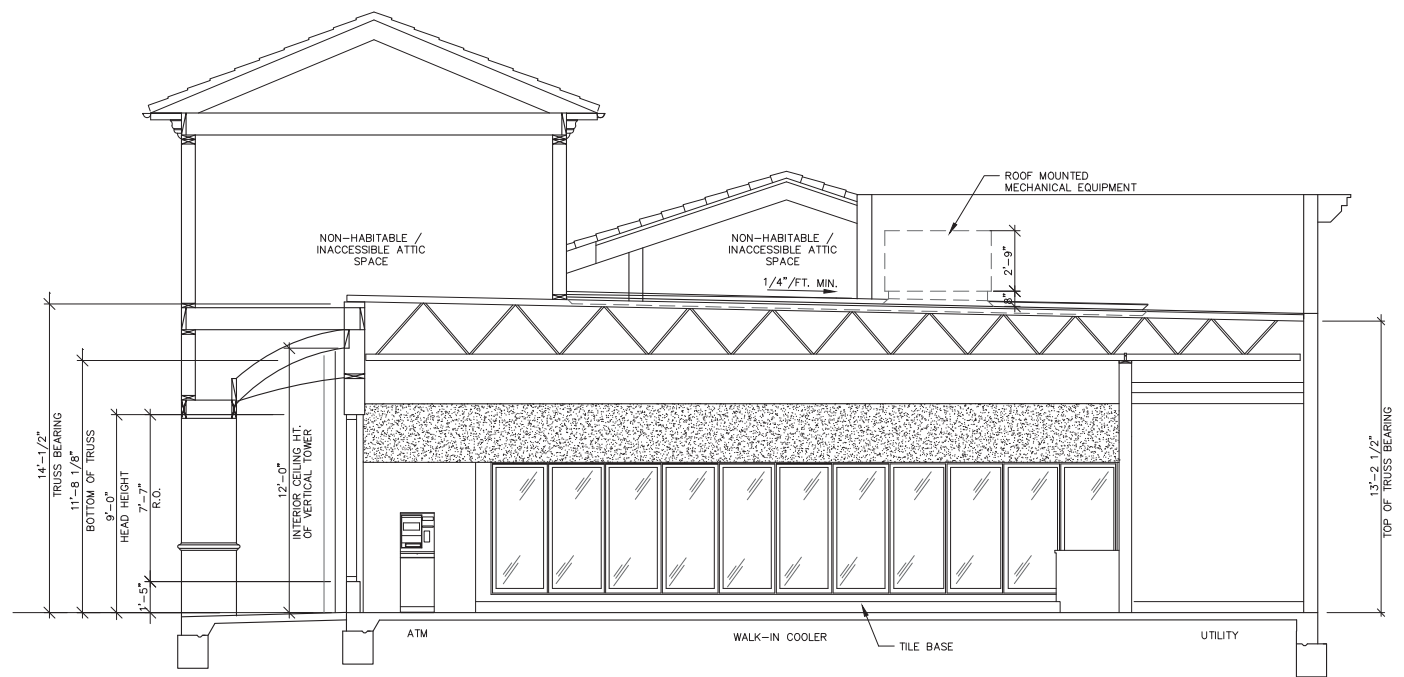 ROOF MOUNTED
MECHANICAL EQUIPMENT
NON-HABITABLE /
INACCESSIBLE ATTIC
SPACE
NON-HABITABLE /
INACCESSIBLE ATTIC
SPACE
2'-9"
8"
1/4"/FT. MIN.
14'-1/2"
TRUSS BEARING
11'-8 1/8"
BOTTOM OF TRUSS
9'-0"
HEAD HEIGHT
7'-7"
R.O.
1'-5"
12'-0"
INTERIOR CEILING HT.
OF VERTICAL TOWER
13'-2 1/2"
TOP OF TRUSS BEARING
ATM
WALK-IN COOLER
TILE BASE
UTILITY